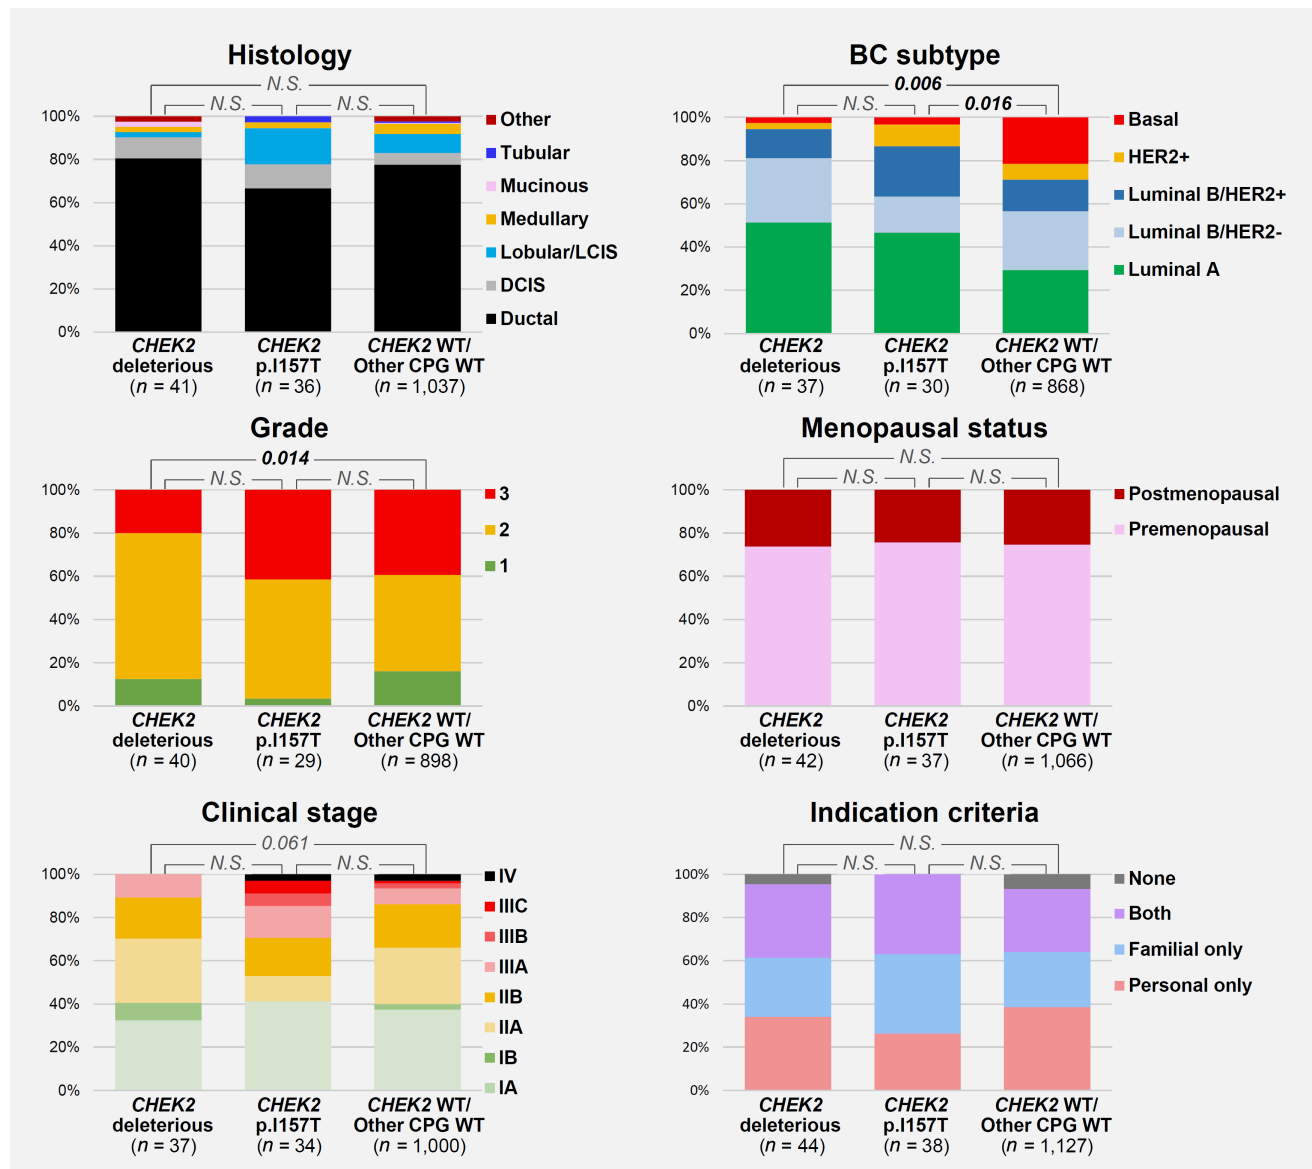 Histology
N.S.
N.S.
N.S.
100%
80%
60%
40%
20%
0%
Other
Tubular
Mucinous
Medullary
Lobular/LCIS
DCIS
Ductal
CHEK2
deleterious
(n = 41)
CHEK2
p.I157T
(n = 36)
CHEK2 WT/
Other CPG WT
(n = 1,037)
BC subtype
0.006
N.S.
0.016
100%
80%
60%
40%
20%
0%
Basal
HER2+
Luminal B/HER2+
Luminal B/HER2-
Luminal A
CHEK2
deleterious
(n = 37)
CHEK2
p.I157T
(n = 30)
CHEK2 WT/
Other CPG WT
(n = 868)
Grade
0.014
N.S.
N.S.
100%
80%
60%
40%
20%
0%
3
2
1
CHEK2
deleterious
(n = 40)
CHEK2
p.I157T
(n = 29)
CHEK2 WT/
Other CPG WT
(n = 898)
Menopausal status
N.S.
N.S.
N.S.
100%
80%
60%
40%
20%
0%
Postmenopausal
Premenopausal
CHEK2
deleterious
(n = 42)
CHEK2
p.I157T
(n = 37)
CHEK2 WT/
Other CPG WT
(n = 1,066)
Clinical stage
0.061
N.S.
N.S.
100%
80%
60%
40%
20%
0%
IV
IIIC
IIIB
IIIA
IIB
IIA
IB
IA
CHEK2
deleterious
(n = 37)
CHEK2
p.I157T
(n = 34)
CHEK2 WT/
Other CPG WT
(n = 1,000)
Indication criteria
N.S.
N.S.
N.S.
100%
80%
60%
40%
20%
0%
None
Both
Familial only
Personal only
CHEK2
deleterious
(n = 44)
CHEK2
p.I157T
(n = 38)
CHEK2 WT/
Other CPG WT
(n = 1,127)